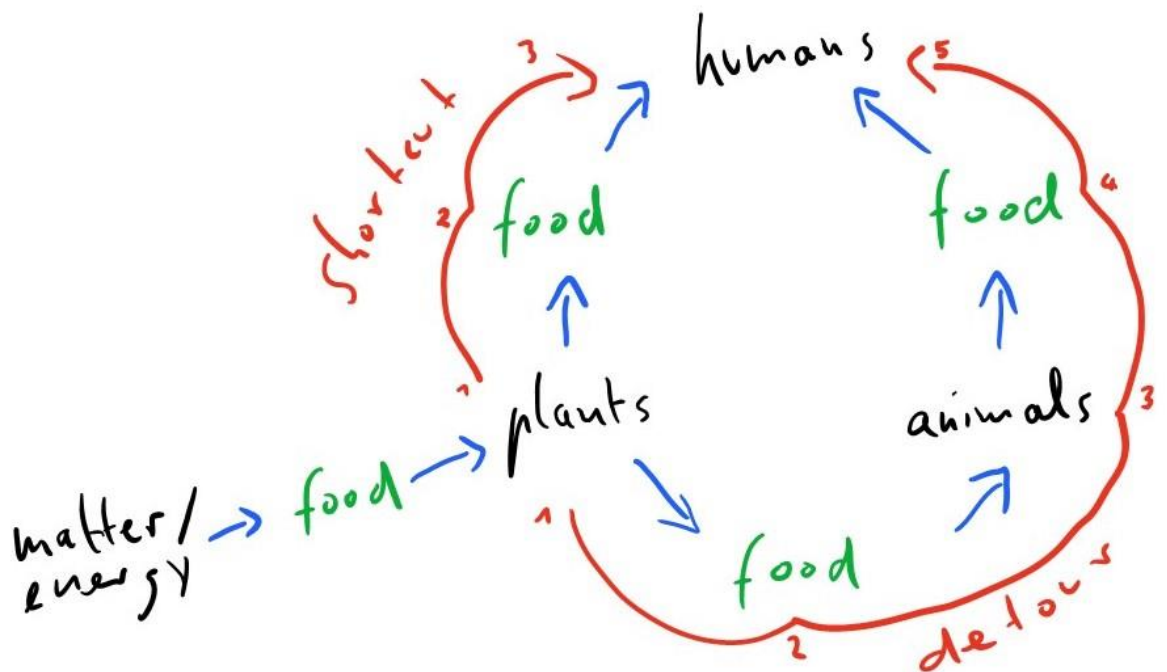 3
humans
5
shortcut
2
food
food
4
1
plants
animals
3
matter/
energy
food
1
food
2
detour